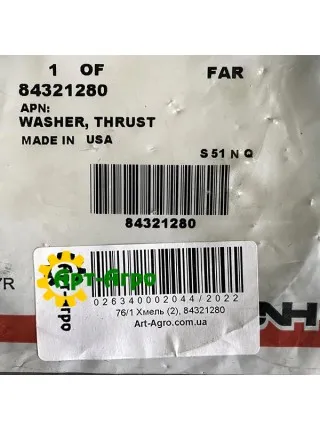 1 OF FAR
84321280
APN:
WASHER, THRUST
MADE IN USA
S 51 N Q
84321280
7R
Арт-Агро
026340002044/2022
76/1 Хмель (2), 84321280
Art-Agro.com.ua